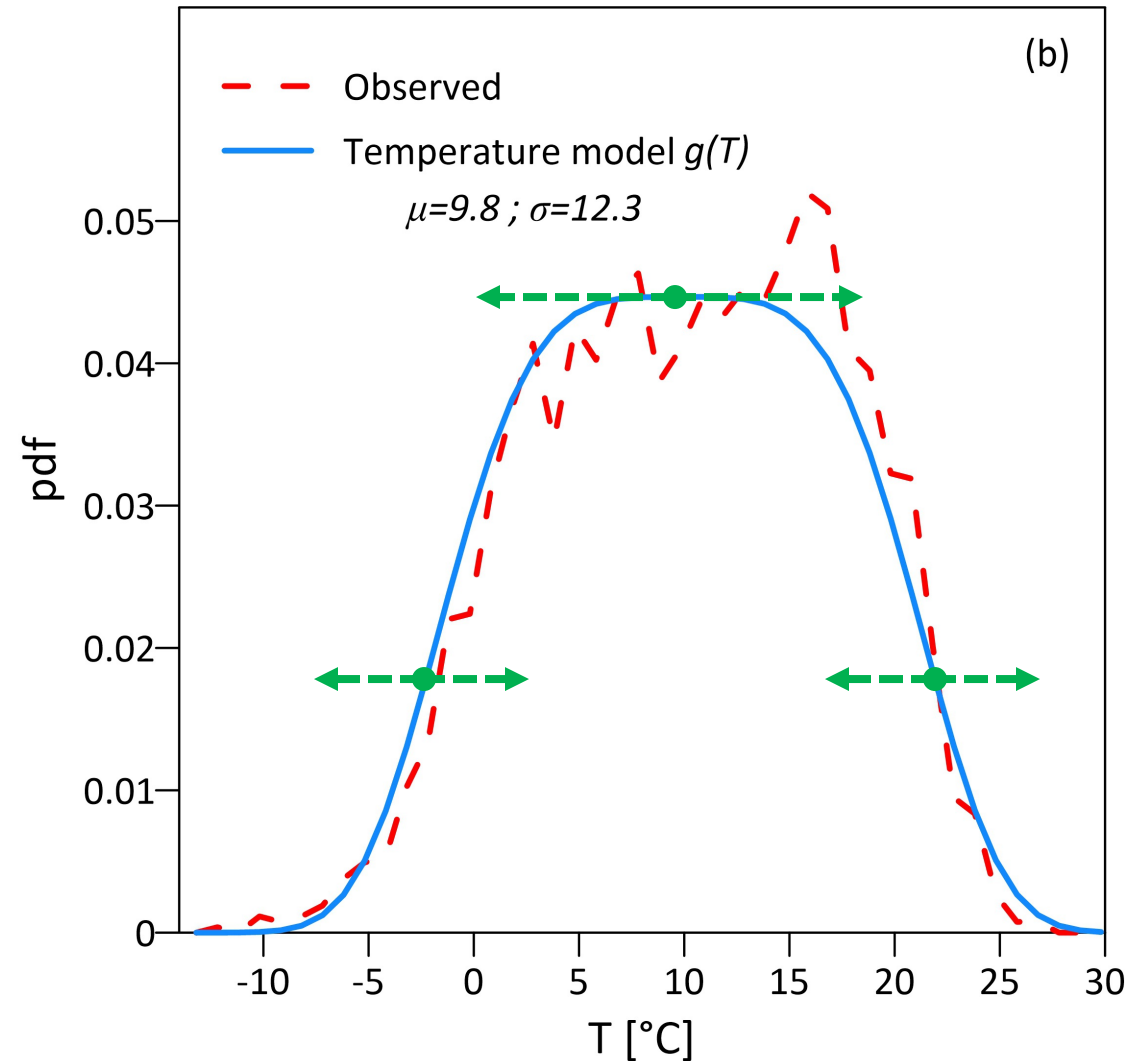 (b)
Observed
Temperature model g(T)
μ=9.8 ; σ=12.3
pdf
0.05
0.04
0.03
0.02
0.01
0
-10 -5 0 5 10 15 20 25 30
T [°C]